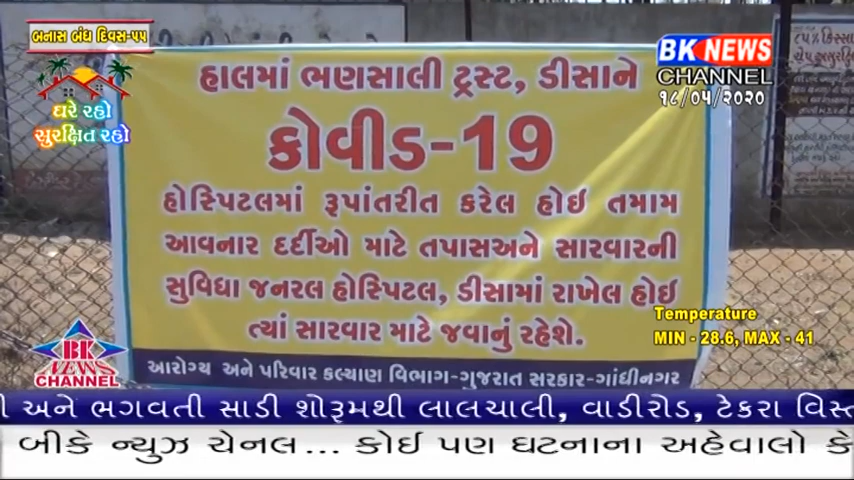 બનાસ બંધ દિવસ-૫૫
BK NEWS
CHANNEL
૧૮/૦૫/૨૦૨૦
ઘરે રહો
સુરક્ષિત રહો
હાલમાં ભણસાલી ટ્રસ્ટ, ડીસાને
કોવીડ-19
હોસ્પિટલમાં રૂપાંતરીત કરેલ હોઈ તમામ
આવનાર દર્દીઓ માટે તપાસઅને સારવારની
સુવિધા જનરલ હોસ્પિટલ, ડીસામાં રાખેલ હોઈ
ત્યાં સારવાર માટે જવાનું રહેશે.
આરોગ્ય અને પરિવાર કલ્યાણ વિભાગ-ગુજરાત સરકાર-ગાંધીનગર
Temperature
MIN - 28.6, MAX - 41
BK
NEWS
CHANNEL
ી અને ભગવતી સાડી શોરૂમથી લાલચાલી, વાડીરોડ, ટેકરા વિસ્ત
બીકે ન્યુઝ ચેનલ... કોઈ પણ ઘટનાના અહેવાલો કે